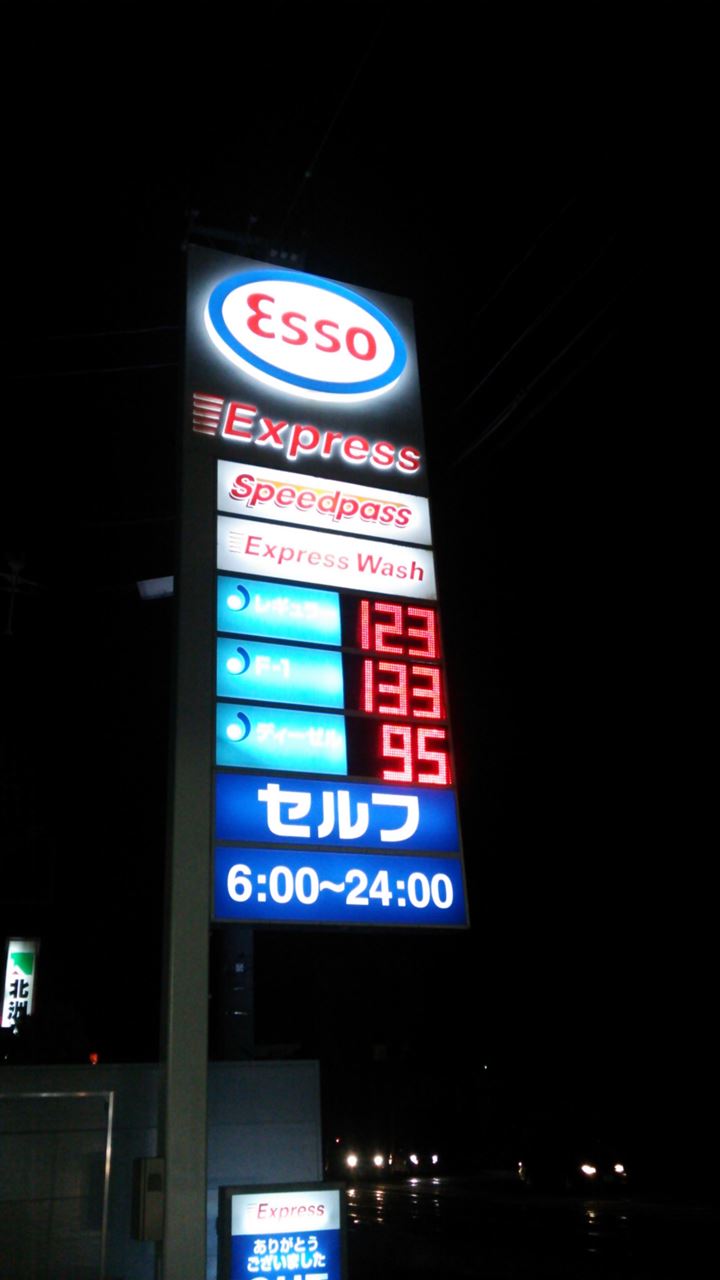 Esso
Express
Speedpass
Express Wash
レギュラー 123
F-1 133
ディーゼル 95
セルフ
6:00~24:00
北
Express
ありがとう
ございました